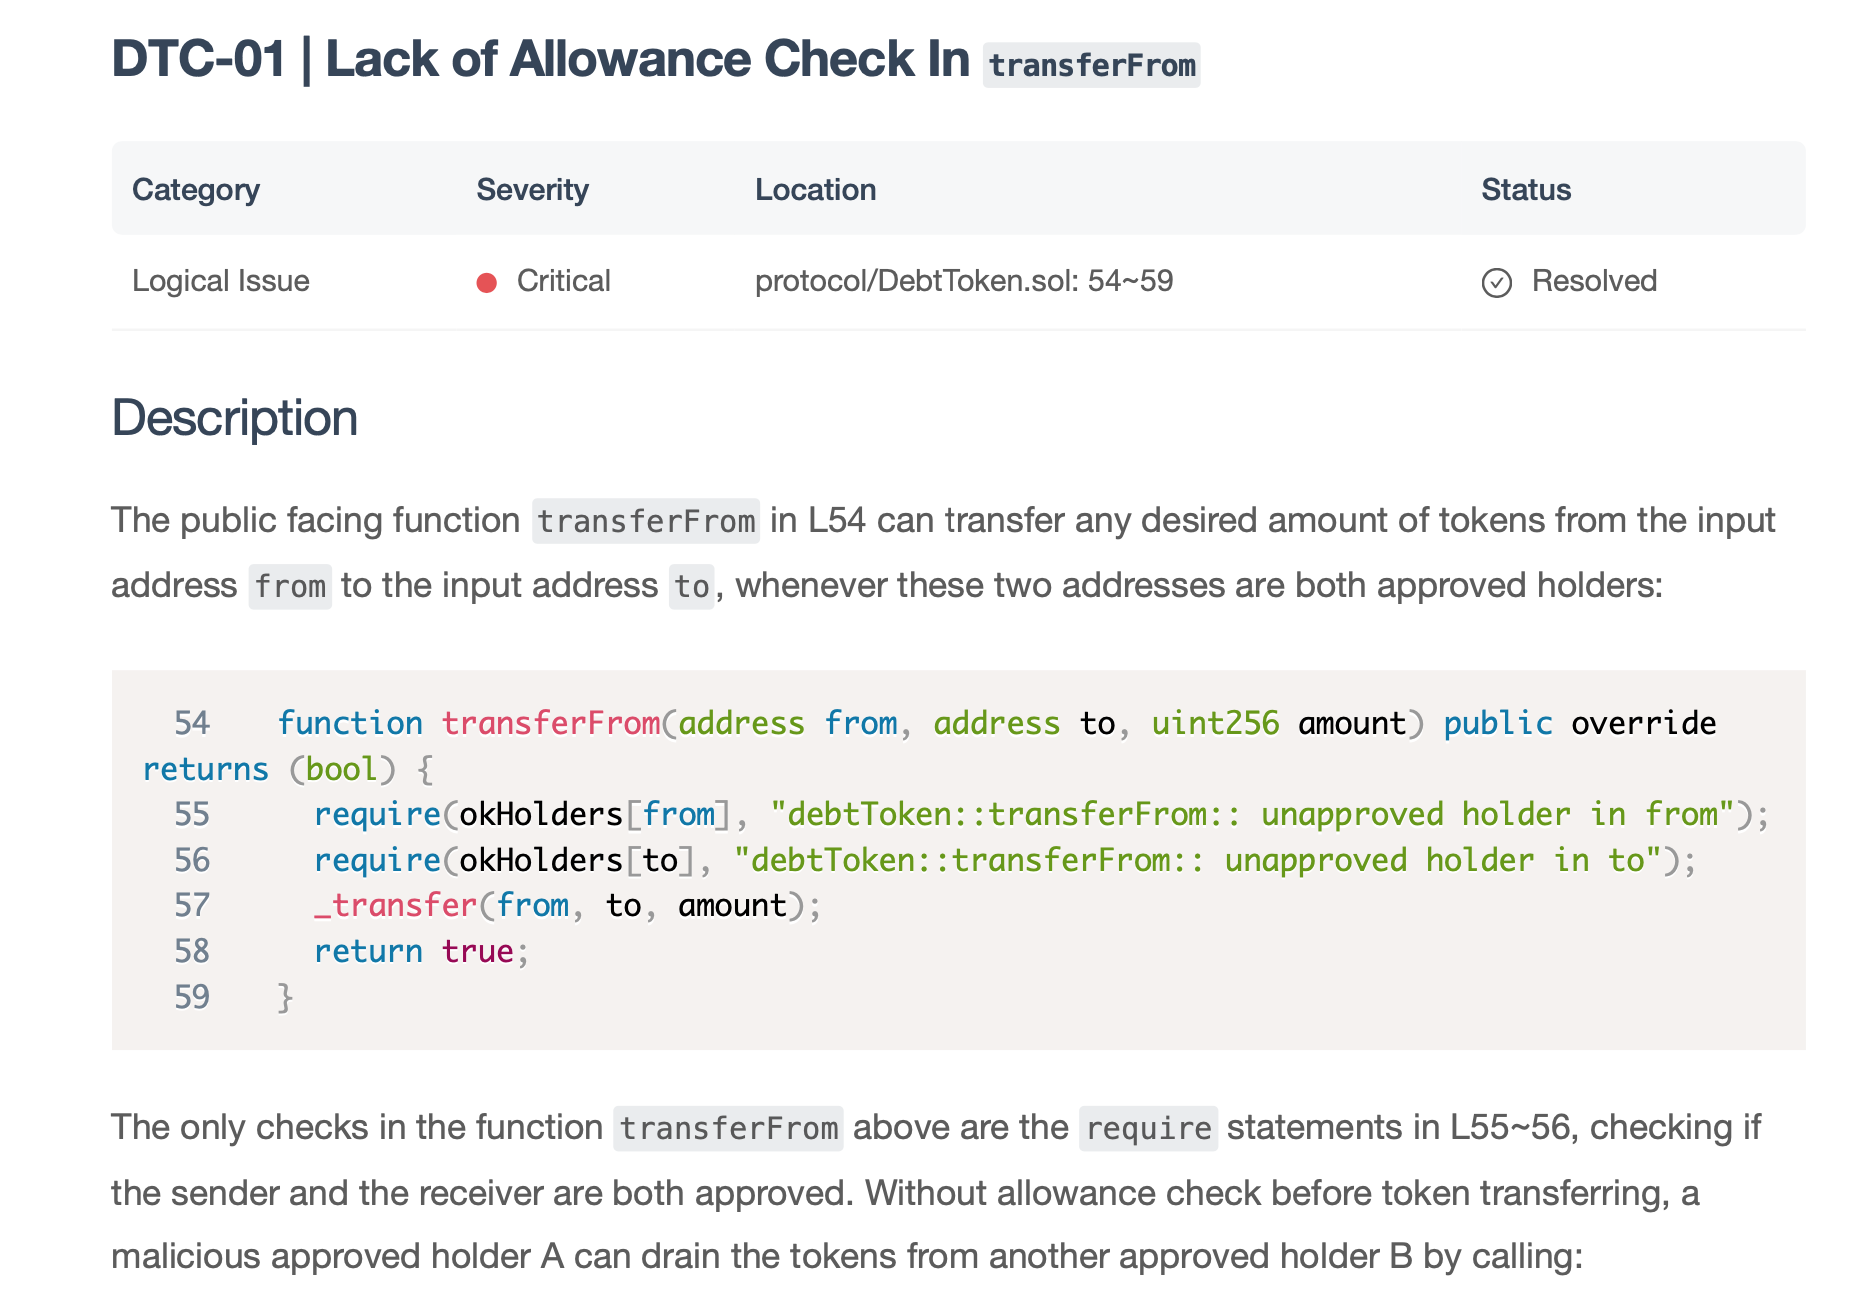 DTC-01 | Lack of Allowance Check In transferFrom
Category Severity Location Status
Logical Issue Critical protocol/DebtToken.sol: 54~59 Resolved
Description
The public facing function transferFrom in L54 can transfer any desired amount of tokens from the input
address from to the input address to, whenever these two addresses are both approved holders:
54 function transferFrom(address from, address to, uint256 amount) public override
returns (bool) {
55 require(okHolders[from], "debtToken::transferFrom:: unapproved holder in from");
56 require(okHolders[to], "debtToken::transferFrom:: unapproved holder in to");
57 _transfer(from, to, amount);
58 return true;
59 }
The only checks in the function transferFrom above are the require statements in L55~56, checking if
the sender and the receiver are both approved. Without allowance check before token transferring, a
malicious approved holder A can drain the tokens from another approved holder B by calling: